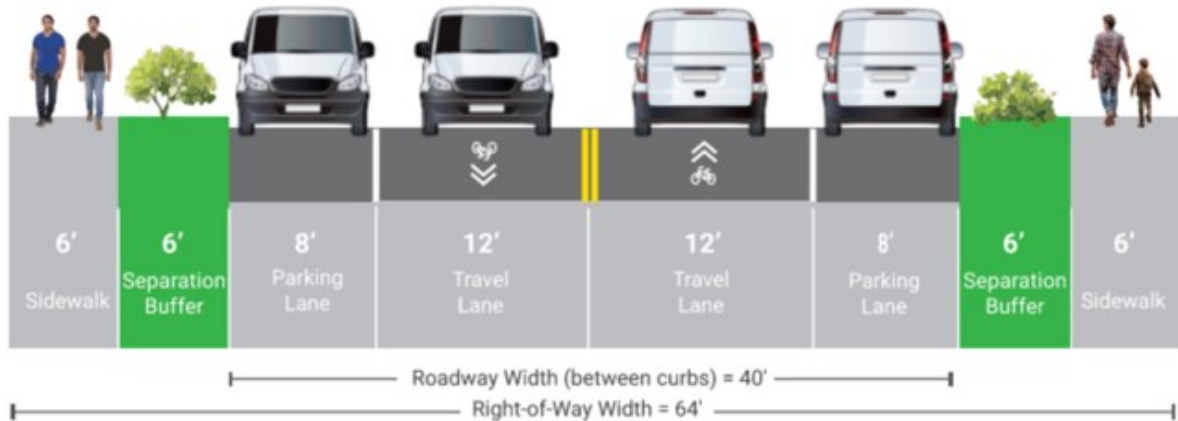 6’ 6’ 8’ 12’ 12’ 8’ 6’ 6’
Sidewalk Separation Buffer Parking Lane Travel Lane Travel Lane Parking Lane Separation Buffer Sidewalk
Roadway Width (between curbs) = 40'
Right-of-Way Width = 64'